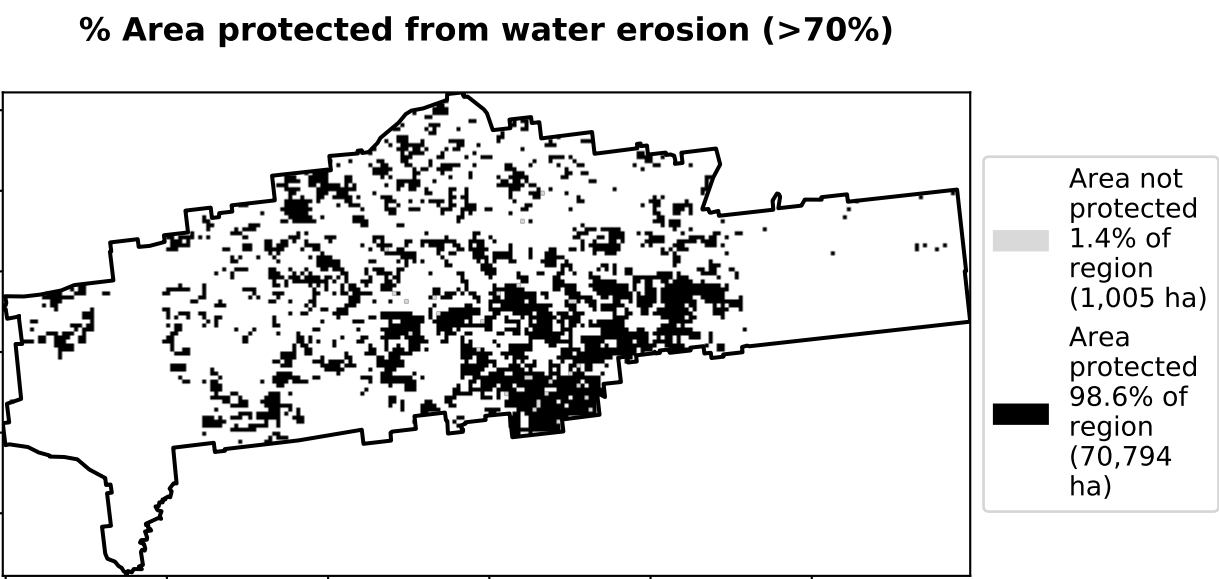 % Area protected from water erosion (>70%)
Area not
protected
1.4% of
region
(1,005 ha)
Area
protected
98.6% of
region
(70,794
ha)